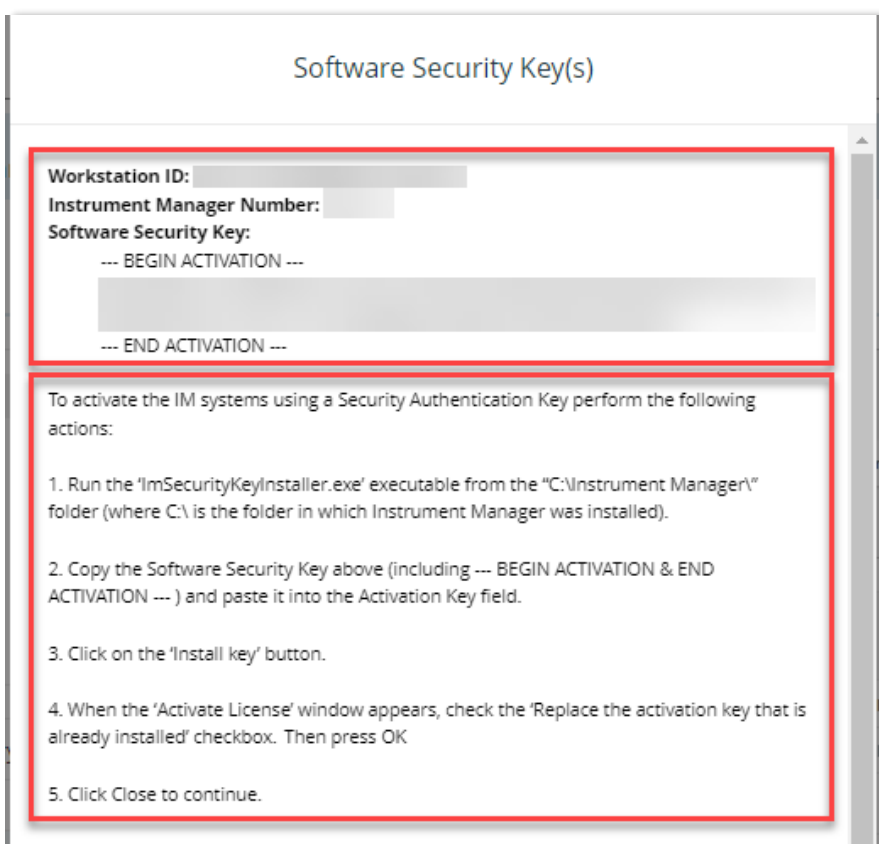 Software Security Key(s)
Workstation ID:
Instrument Manager Number:
Software Security Key:
--- BEGIN ACTIVATION ---
--- END ACTIVATION ---
To activate the IM systems using a Security Authentication Key perform the following
actions:
1. Run the ‘ImSecurityKeyInstaller.exe’ executable from the “C:\Instrument Manager\”
folder (where C:\ is the folder in which Instrument Manager was installed).
2. Copy the Software Security Key above (including --- BEGIN ACTIVATION & END
ACTIVATION --- ) and paste it into the Activation Key field.
3. Click on the ‘Install key’ button.
4. When the ‘Activate License’ window appears, check the ‘Replace the activation key that is
already installed’ checkbox. Then press OK
5. Click Close to continue.